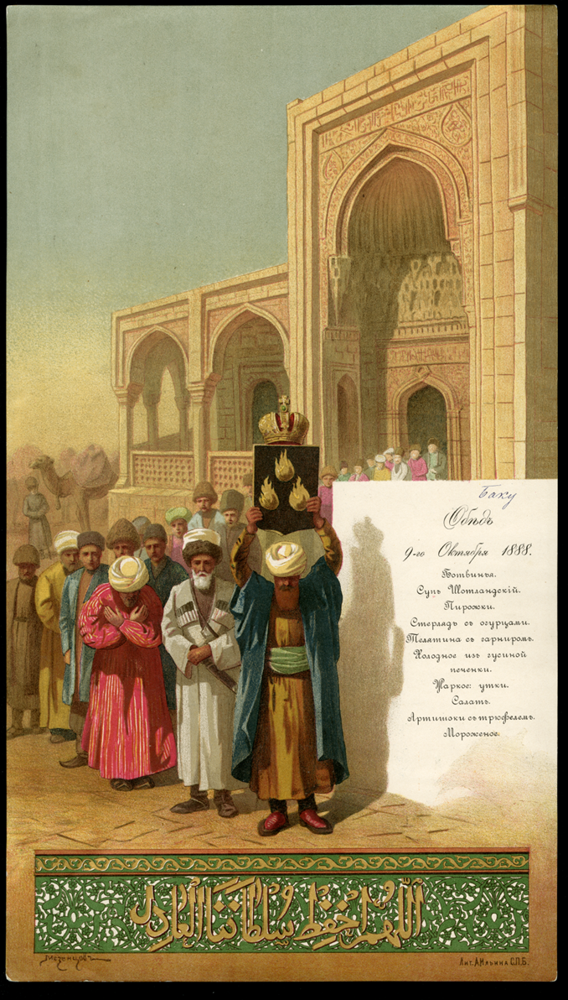 Баку
Обѣдъ
9-го Октября 1888.
Ботвинья.
Супъ Шотландскій.
Пирожки.
Стерлядь съ огурцами.
Телятина съ гарниромъ.
Холодное изъ гусиной
печенки.
Жаркое: утки.
Салатъ.
Артишоки съ трюфелемъ.
Мороженое.
اللهم احفظ سلطاننا العادل
Мезенцовъ
Лит. А. Ильина С.П.Б.